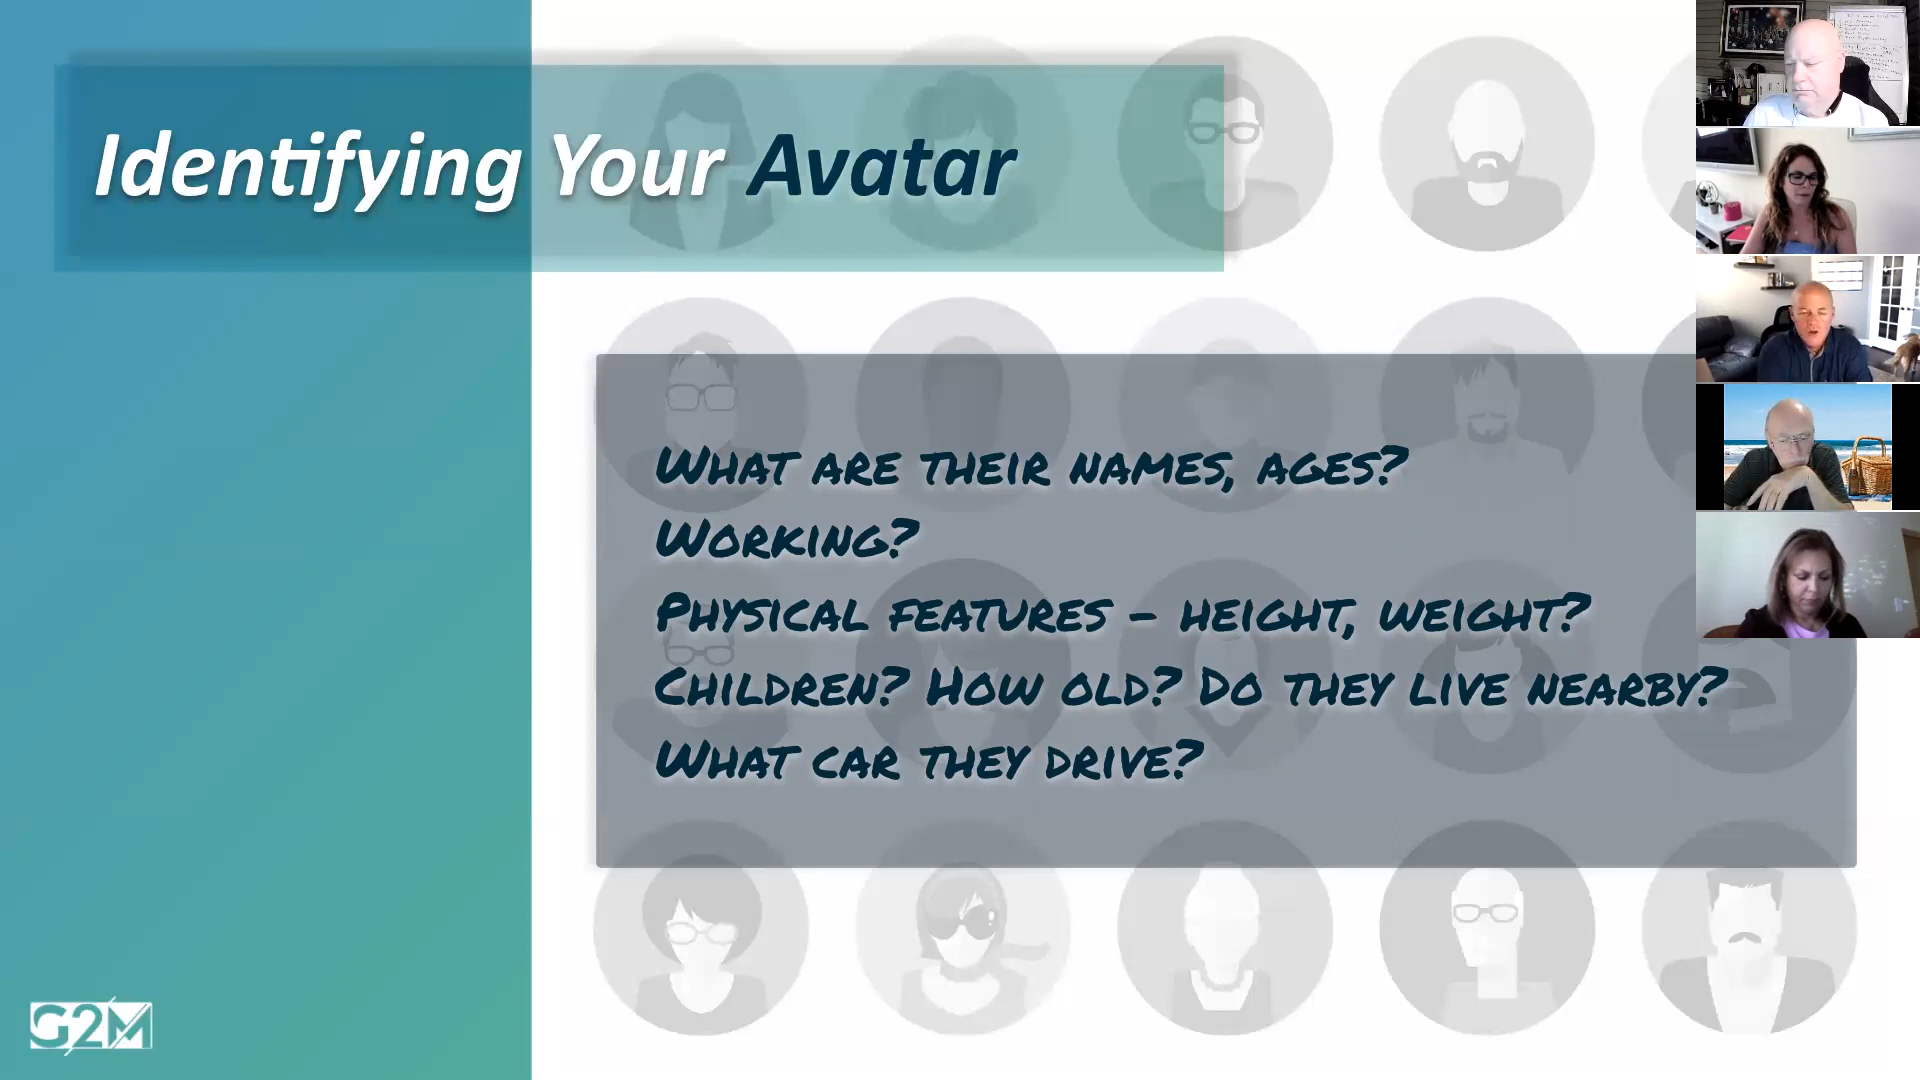 Identifying Your Avatar
What are their names, ages?
Working?
Physical features – height, weight?
Children? How old? Do they live nearby?
What car they drive?
G2M